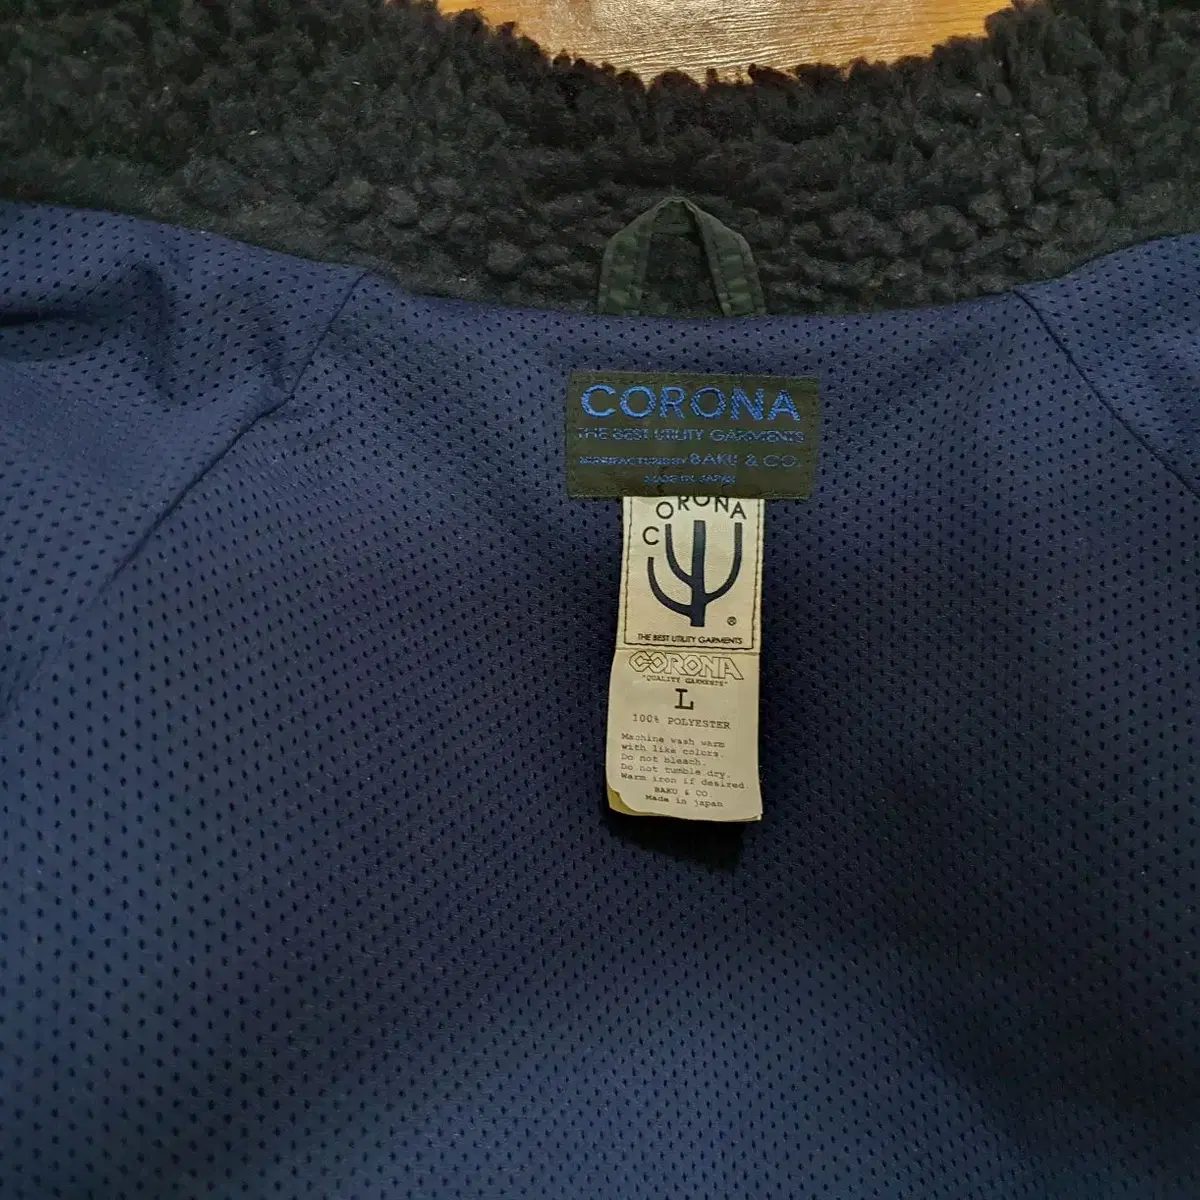 CORONA
THE BEST UTILITY GARMENTS
MANUFACTURED BY BAKU & CO.
MADE IN JAPAN
CORONA
®
THE BEST UTILITY GARMENTS
CORONA
"QUALITY GARMENTS"
L
100% POLYESTER
Machine wash warm
with like colors.
Do not bleach.
Do not tumble dry.
Warm iron if desired
BAKU & CO.
Made in japan